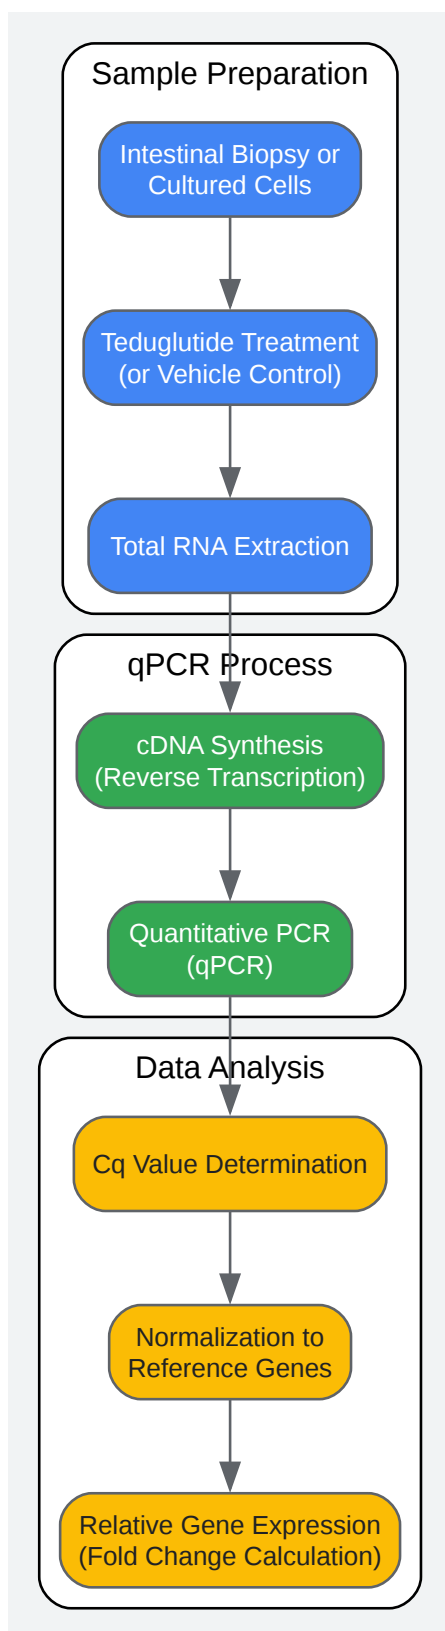 Sample Preparation
Intestinal Biopsy or
Cultured Cells
Teduglutide Treatment
(or Vehicle Control)
Total RNA Extraction
qPCR Process
cDNA Synthesis
(Reverse Transcription)
Quantitative PCR
(qPCR)
Data Analysis
Cq Value Determination
Normalization to
Reference Genes
Relative Gene Expression
(Fold Change Calculation)